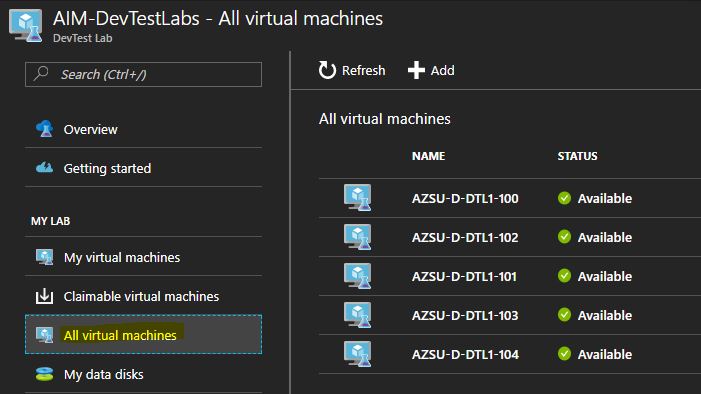 AIM-DevTestLabs - All virtual machines
DevTest Lab
Search (Ctrl+/)
Overview
Getting started
MY LAB
My virtual machines
Claimable virtual machines
All virtual machines
My data disks
Refresh Add
All virtual machines
NAME STATUS
AZSU-D-DTL1-100 Available
AZSU-D-DTL1-102 Available
AZSU-D-DTL1-101 Available
AZSU-D-DTL1-103 Available
AZSU-D-DTL1-104 Available